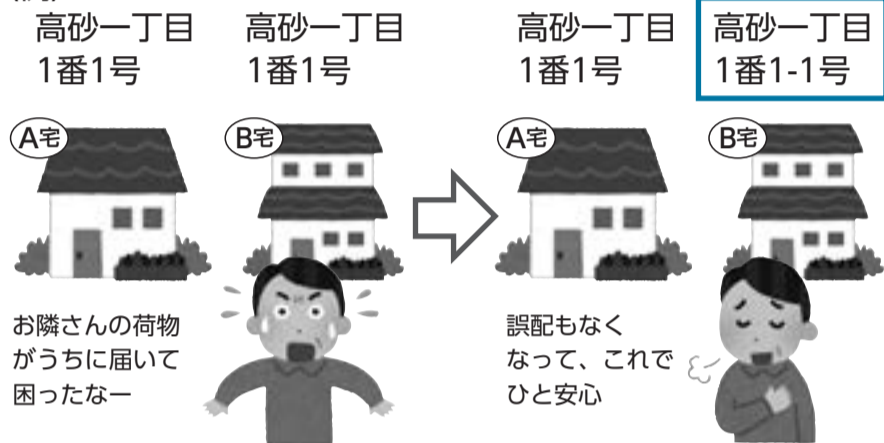 高砂一丁目
1番1号
高砂一丁目
1番1号
高砂一丁目
1番1号
高砂一丁目
1番1-1号
A宅
B宅
A宅
B宅
お隣さんの荷物
がうちに届いて
困ったなー
誤配もなく
なって、これで
ひと安心